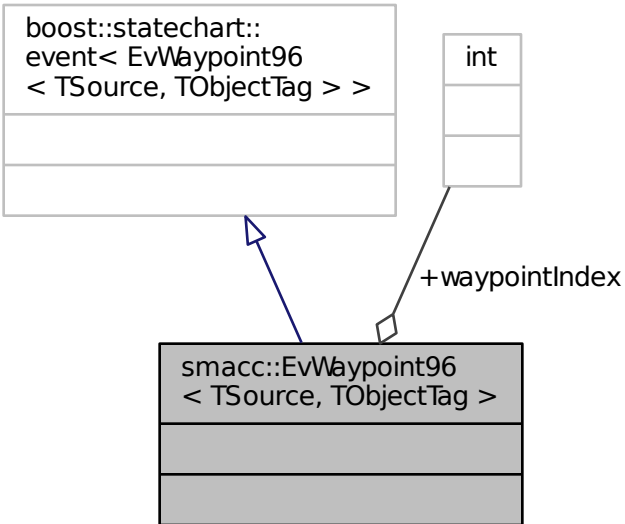 boost::statechart::
event< EvWaypoint96
< TSource, TObjectTag > >
int
+waypointIndex
smacc::EvWaypoint96
< TSource, TObjectTag >